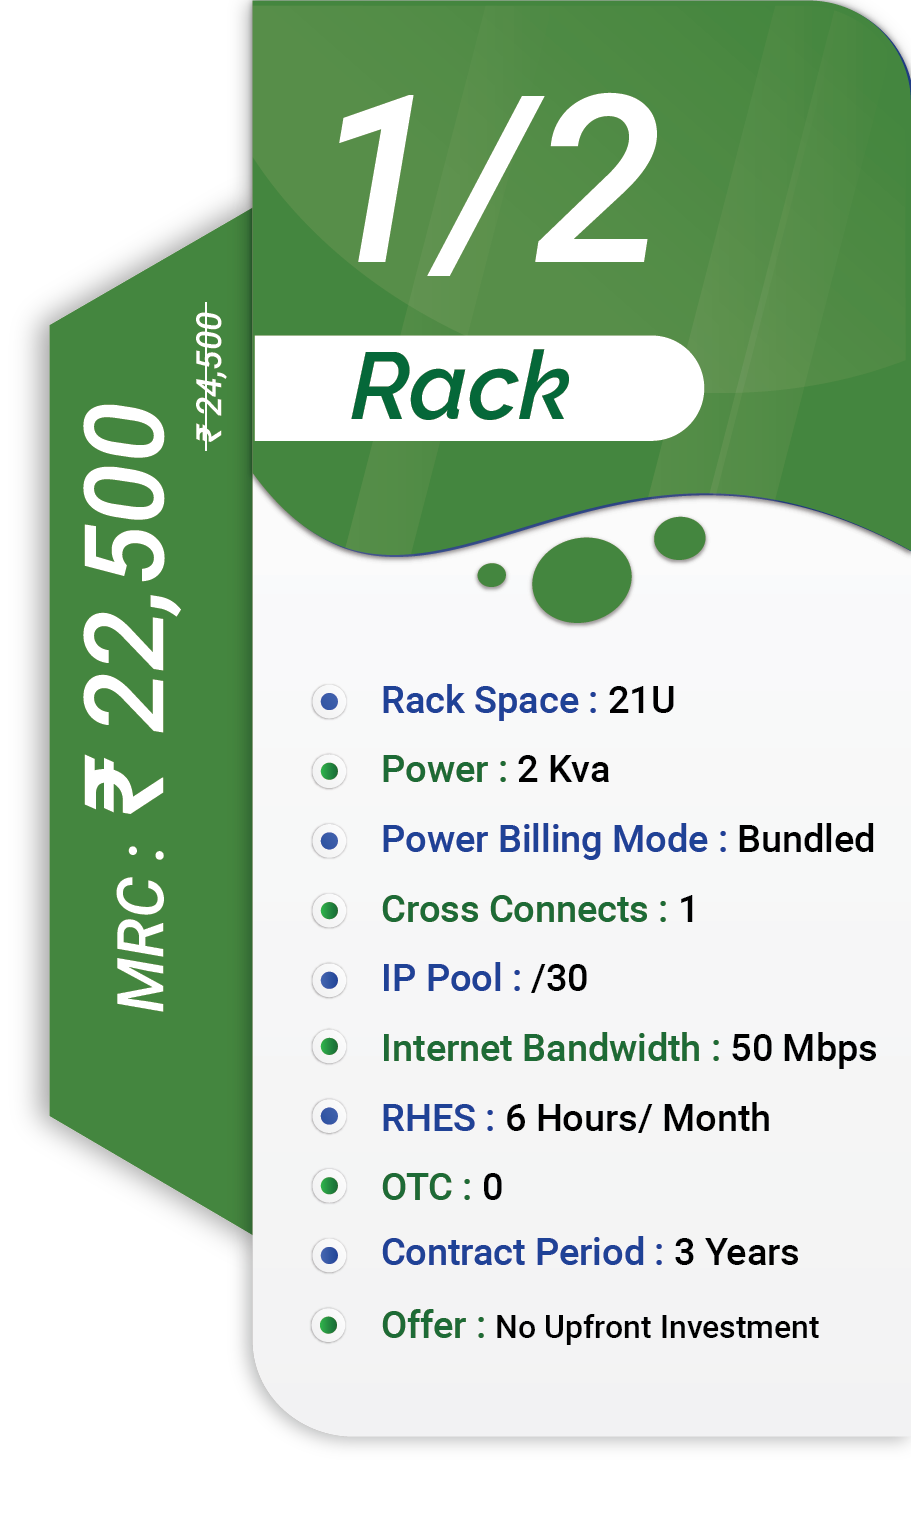 1/2
Rack
MRC : ₹ 22,500
₹ 24,500
Rack Space : 21U
Power : 2 Kva
Power Billing Mode : Bundled
Cross Connects : 1
IP Pool : /30
Internet Bandwidth : 50 Mbps
RHES : 6 Hours/ Month
OTC : 0
Contract Period : 3 Years
Offer : No Upfront Investment